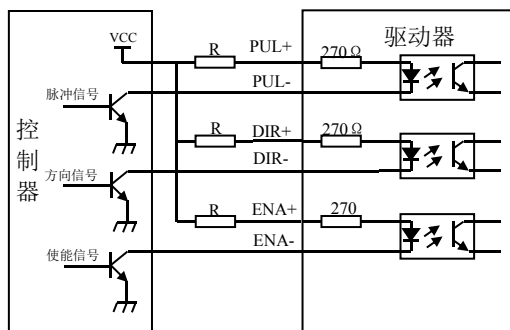 VCC
驱动器
R
PUL+
270Ω
PUL-
脉冲信号
控制器
R
DIR+
270Ω
DIR-
方向信号
R
ENA+
270
ENA-
使能信号